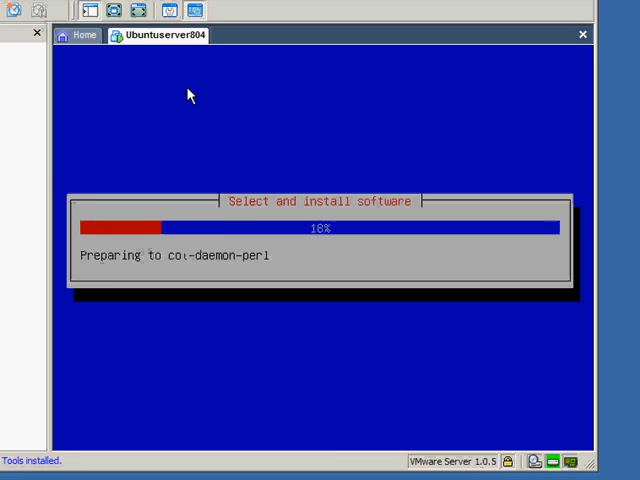 Home
Ubuntuserver804
Select and install software
18%
Preparing to
Tools installed.
VMware Server 1.0.5